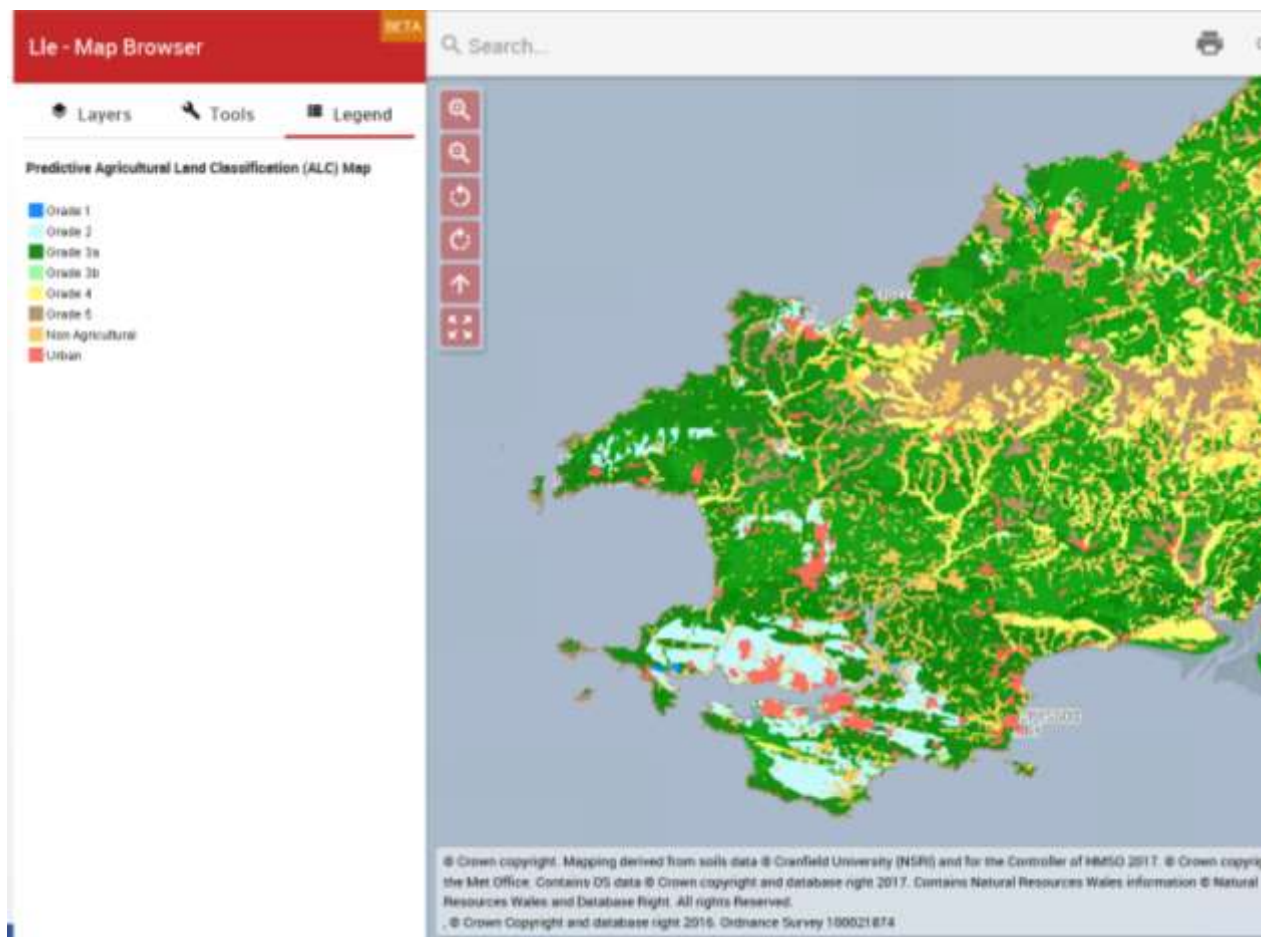 Lle - Map Browser
BETA
Search...
Layers
Tools
Legend
Predictive Agricultural Land Classification (ALC) Map
Grade 1
Grade 2
Grade 3a
Grade 3b
Grade 4
Grade 5
Non Agricultural
Urban
© Crown copyright. Mapping derived from soils data © Cranfield University (NSRI) and for the Controller of HMSO 2017. © Crown
the Met Office. Contains OS data © Crown copyright and database right 2017. Contains Natural Resources Wales information © Natural
Resources Wales and Database Right. All rights Reserved.
, © Crown Copyright and database right 2016. Ordnance Survey 100021874